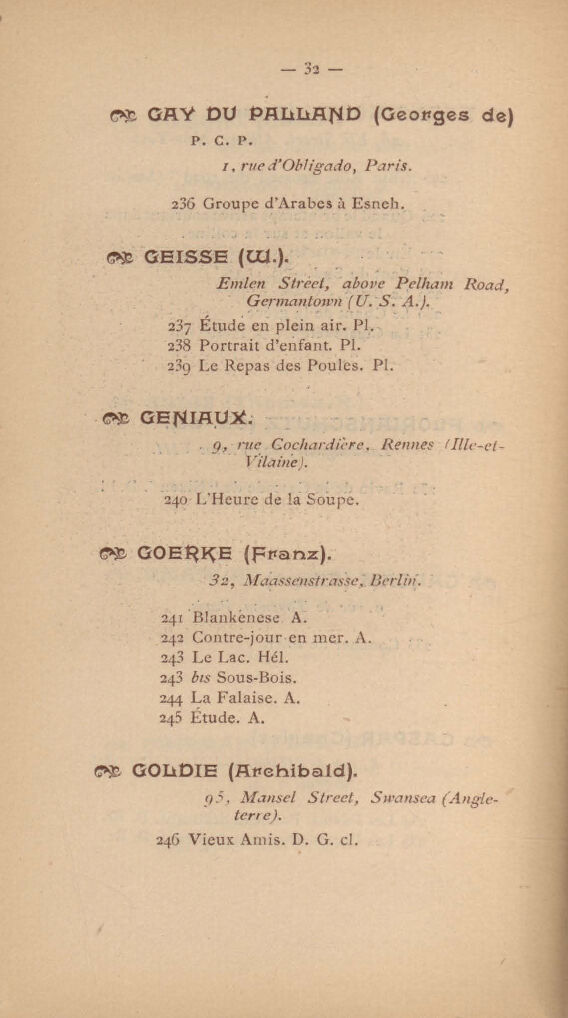 — 32 —
GAY DU PALLAND (Georges de)
P. C. P.
1, rue d'Obligado, Paris.
236 Groupe d'Arabes à Esneh.
GEISSE (W.).
Emlen Street, above Pelham Road,
Germantown (U. S. A.).
237 Étude en plein air. Pl.
238 Portrait d'enfant. Pl.
239 Le Repas des Poules. Pl.
GENIAUX.
9, rue Cochardière, Rennes (Ille-et-
Vilaine).
240 L'Heure de la Soupe.
GOERKE (Franz).
32, Maassenstrasse, Berlin.
241 Blankenese A.
242 Contre-jour en mer. A.
243 Le Lac. Hél.
243 bis Sous-Bois.
244 La Falaise. A.
245 Étude. A.
GOLDIE (Archibald).
95, Mansel Street, Swansea (Angle-
terre).
246 Vieux Amis. D. G. cl.